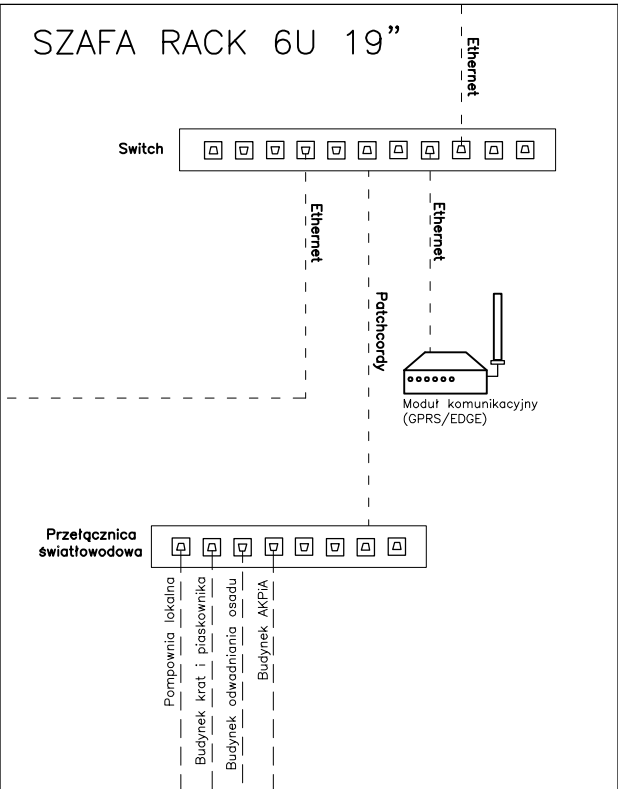 SZAFA RACK 6U 19”
Ethernet
Switch
Ethernet
Ethernet
Patchcordy
Moduł komunikacyjny
(GPRS/EDGE)
Przełącznica
światłowodowa
Pompownia lokalna
Budynek krat i piaskownika
Budynek odwadniania osadu
Budynek AKPiA